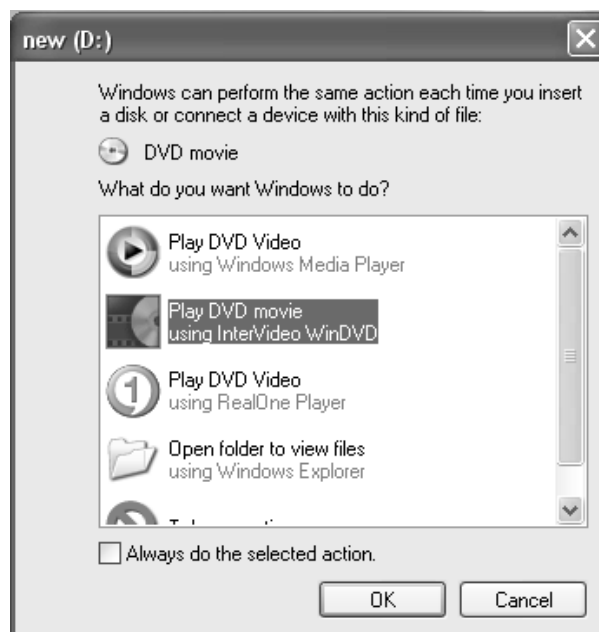 new (D:)
Windows can perform the same action each time you insert
a disk or connect a device with this kind of file:
DVD movie
What do you want Windows to do?
Play DVD Video
using Windows Media Player
Play DVD movie
using InterVideo WinDVD
Play DVD Video
using RealOne Player
Open folder to view files
using Windows Explorer
Always do the selected action.
OK
Cancel